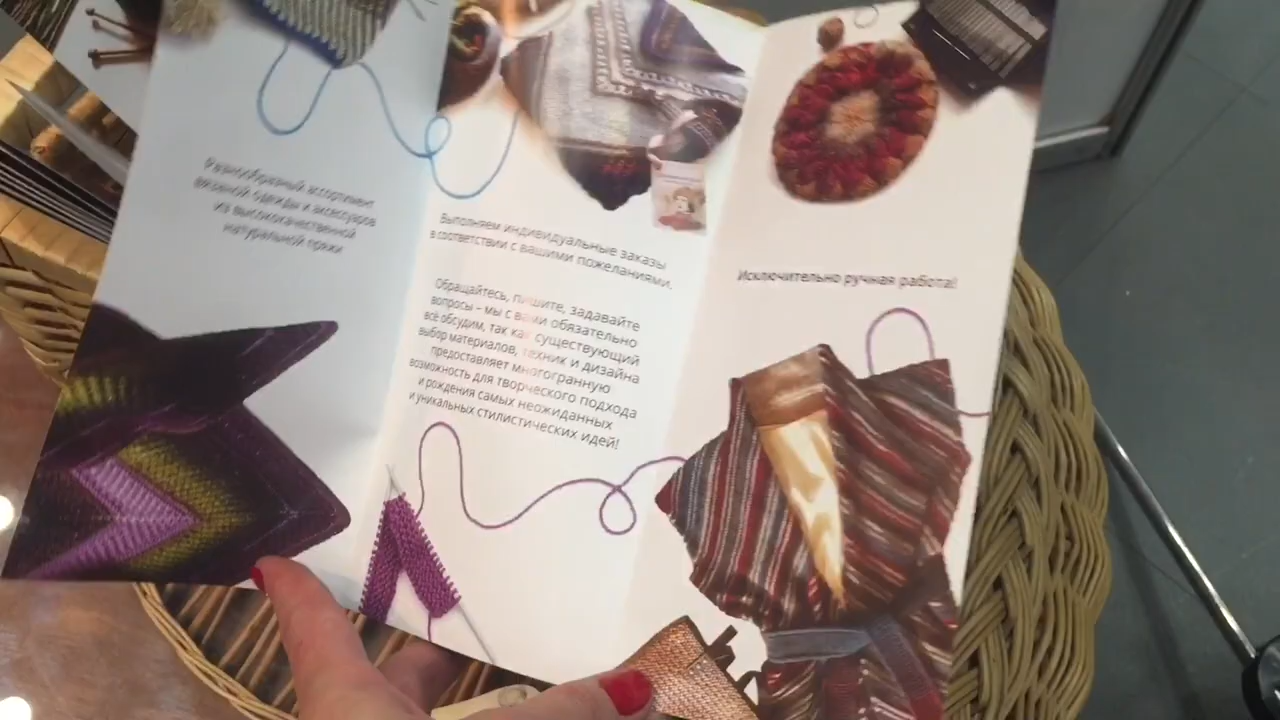 Разнообразный ассортимент
вязаной одежды и аксессуаров
из высококачественной
натуральной пряжи
Выполняем индивидуальные заказы
в соответствии с вашими пожеланиями.
Обращайтесь, пишите, задавайте
вопросы – мы с вами обязательно
всё обсудим, так как существующий
выбор материалов, техник и дизайна
предоставляет многогранную
возможность для творческого подхода
и рождения самых неожиданных
и уникальных стилистических идей!
Исключительно ручная работа!